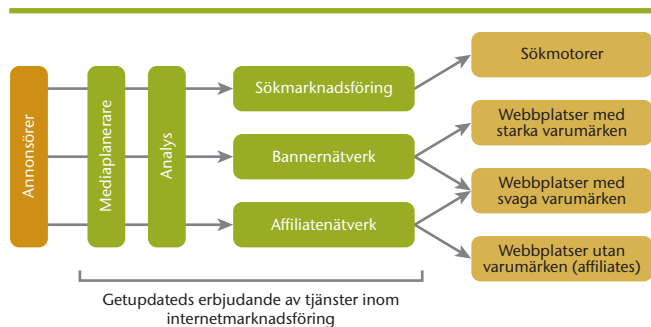 Annonsörer
Mediaplanerare
Analys
Sökmarknadsföring
Bannernätverk
Affiliatenätverk
Sökmotorer
Webbplatser med
starka varumärken
Webbplatser med
svaga varumärken
Webbplatser utan
varumärken (affiliates)
Getupdateds erbjudande av tjänster inom
internetmarknadsföring